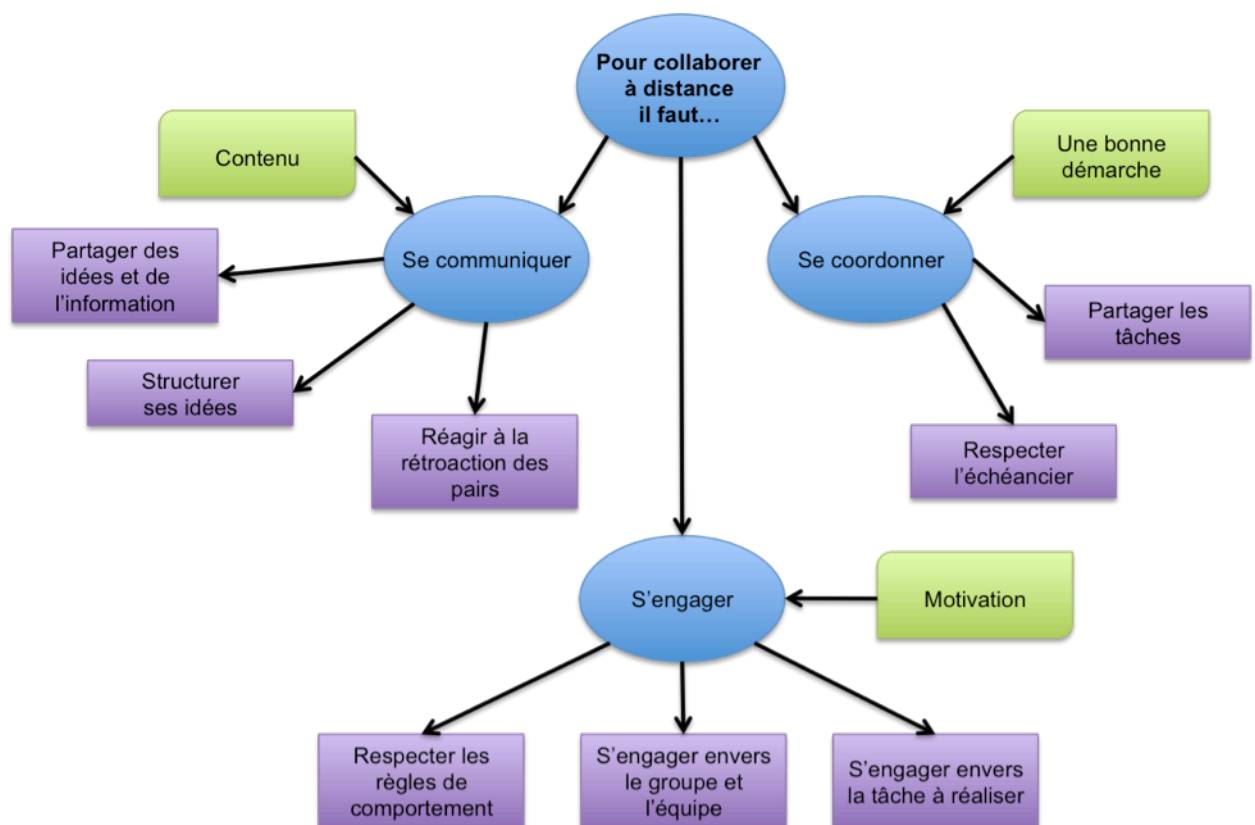 Pour collaborer
à distance
il faut…
Contenu
Une bonne
démarche
Se communiquer
Se coordonner
Partager des
idées et de
l’information
Partager les
tâches
Structurer
ses idées
Réagir à la
rétroaction des
pairs
Respecter
l’échéancier
S’engager
Motivation
Respecter les
règles de
comportement
S’engager envers
le groupe et
l’équipe
S’engager envers
la tâche à réaliser